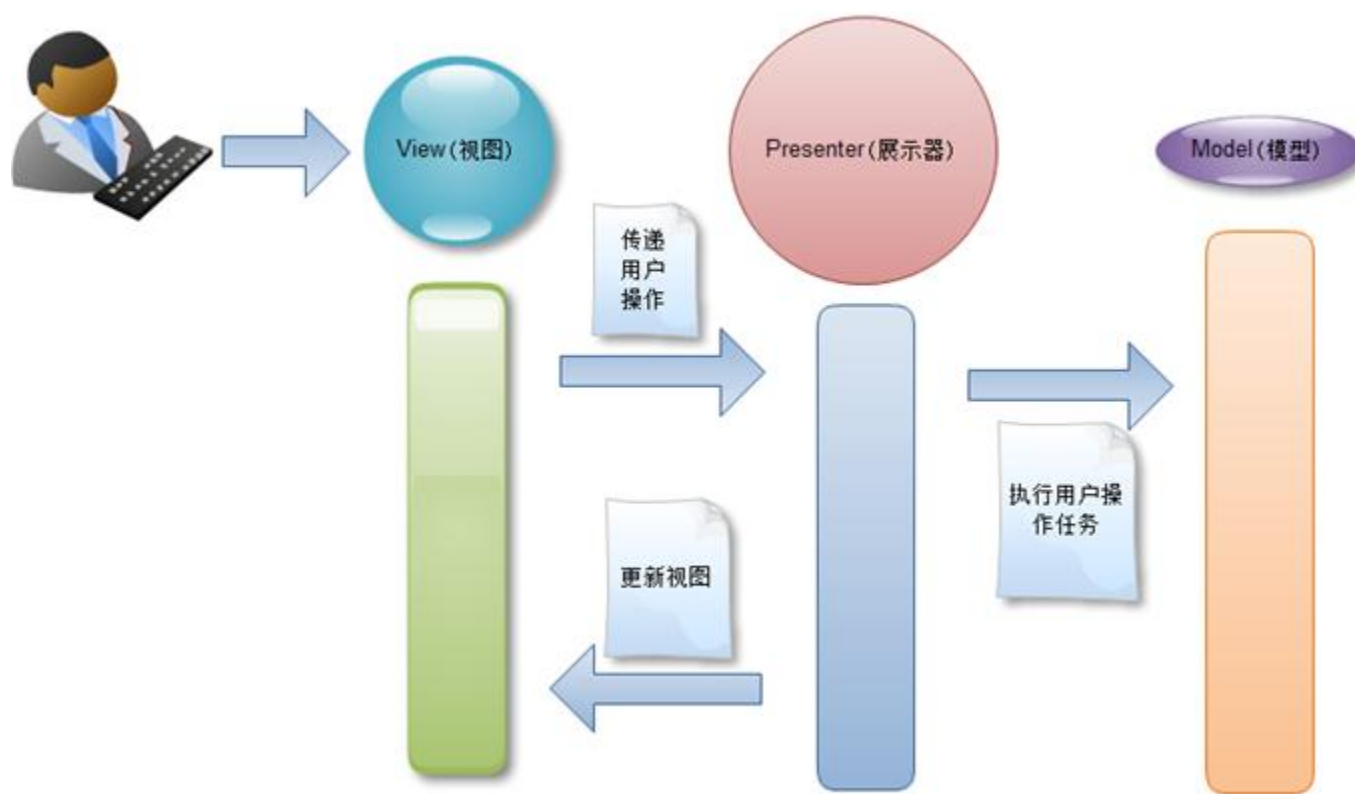 View(视图)
Presenter(展示器)
Model(模型)
传递
用户
操作
执行用户操
作任务
更新视图